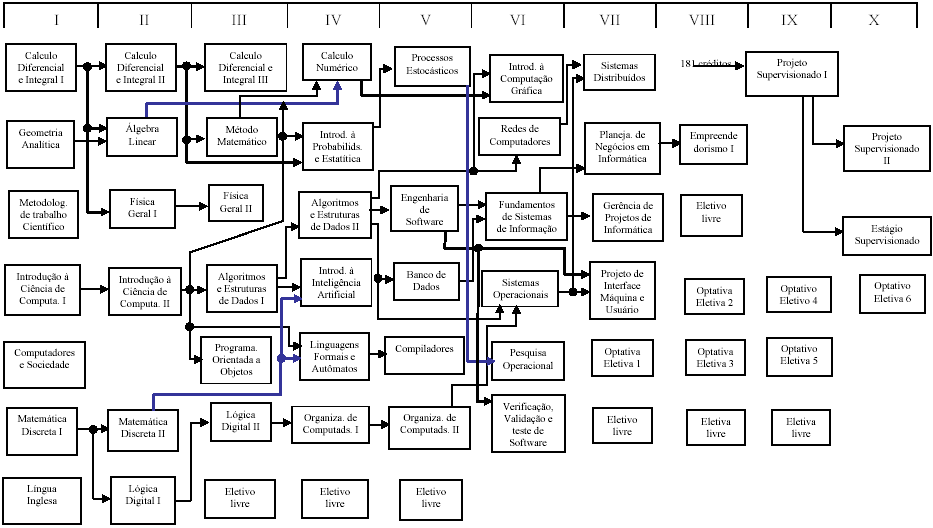 I II III IV V VI VII VIII IX X
Calculo
Diferencial
e Integral I
Calculo
Diferencial
e Integral II
Calculo
Diferencial e
Integral III
Calculo
Numérico
Processos
Estocásticos
Introd. à
Computação
Gráfica
Sistemas
Distribuídos
181 créditos
Projeto
Supervisionado I
Geometria
Analítica
Álgebra
Linear
Método
Matemático
Introd. à
Probabilids.
e Estatítica
Redes de
Computadores
Planeja. de
Negócios em
Informática
Empreende
dorismo I
Projeto
Supervisionado
II
Metodolog.
de trabalho
Científico
Física
Geral I
Física
Geral II
Algoritmos
e Estruturas
de Dados II
Engenharia
de
Software
Fundamentos
de Sistemas
de Informação
Gerência de
Projetos de
Informática
Eletivo
livre
Estágio
Supervisionado
Introdução à
Ciência de
Computa. I
Introdução à
Ciência de
Computa. II
Algoritmos
e Estruturas
de Dados I
Introd. à
Inteligência
Artificial
Banco de
Dados
Sistemas
Operacionais
Projeto de
Interface
Máquina e
Usuário
Optativa
Eletiva 2
Optativa
Eletivo 4
Optativa
Eletivo 6
Computadores
e Sociedade
Programa.
Orientada a
Objetos
Linguagens
Formais e
Autômatos
Compiladores
Pesquisa
Operacional
Optativa
Eletiva 1
Optativa
Eletiva 3
Optativa
Eletivo 5
Matemática
Discreta I
Matemática
Discreta II
Lógica
Digital II
Organiza. de
Computads. I
Organiza. de
Computads. II
Verificação,
Validação e
teste de
Software
Eletivo
livre
Eletiva
livre
Eletiva
livre
Língua
Inglesa
Lógica
Digital I
Eletivo
livre
Eletivo
livre
Eletivo
livre